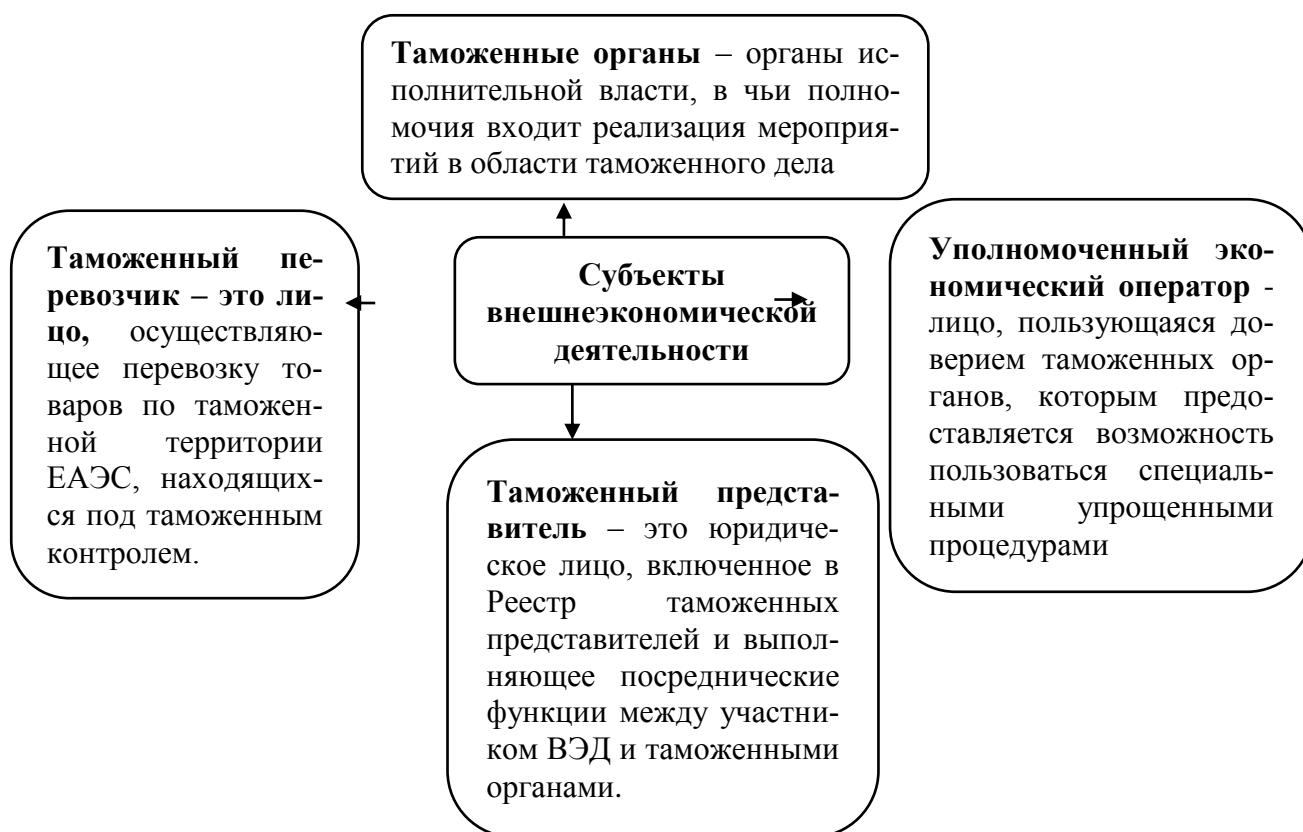 Таможенные органы – органы ис-
полнительной власти, в чьи полно-
мочия входит реализация мероприя-
тий в области таможенного дела
Таможенный пе-
ревозчик – это ли-
цо, осуществляю-
щее перевозку то-
варов по таможен-
ной территории
ЕАЭС, находящих-
ся под таможенным
контролем.
Субъекты
внешнеэкономической
деятельности
Уполномоченный эко-
номический оператор -
лицо, пользующаяся до-
верием таможенных ор-
ганов, которым предо-
ставляется возможность
пользоваться специаль-
ными упрощенными
процедурами
Таможенный предста-
витель – это юридиче-
ское лицо, включенное в
Реестр таможенных
представителей и выпол-
няющее посреднические
функции между участни-
ком ВЭД и таможенными
органами.